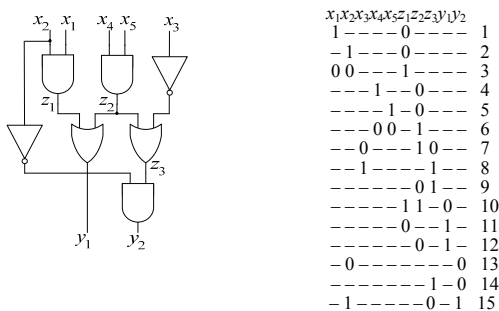 x₂ x₁ x₄ x₅ x₃
z₁ z₂
z₃
y₁ y₂
x₁x₂x₃x₄x₅z₁z₂z₃y₁y₂
1 – – – – 0 – – – – 1
– 1 – – – 0 – – – – 2
0 0 – – – 1 – – – – 3
– – – 1 – – 0 – – – 4
– – – – 1 – 0 – – – 5
– – – 0 0 – 1 – – – 6
– – 0 – – – 1 0 – – 7
– – 1 – – – – 1 – – 8
– – – – – – 0 1 – – 9
– – – – – 1 1 – 0 – 10
– – – – – 0 – – 1 – 11
– – – – – – 0 – 1 – 12
– 0 – – – – – – – 0 13
– – – – – – – 1 – 0 14
– 1 – – – – – 0 – 1 15